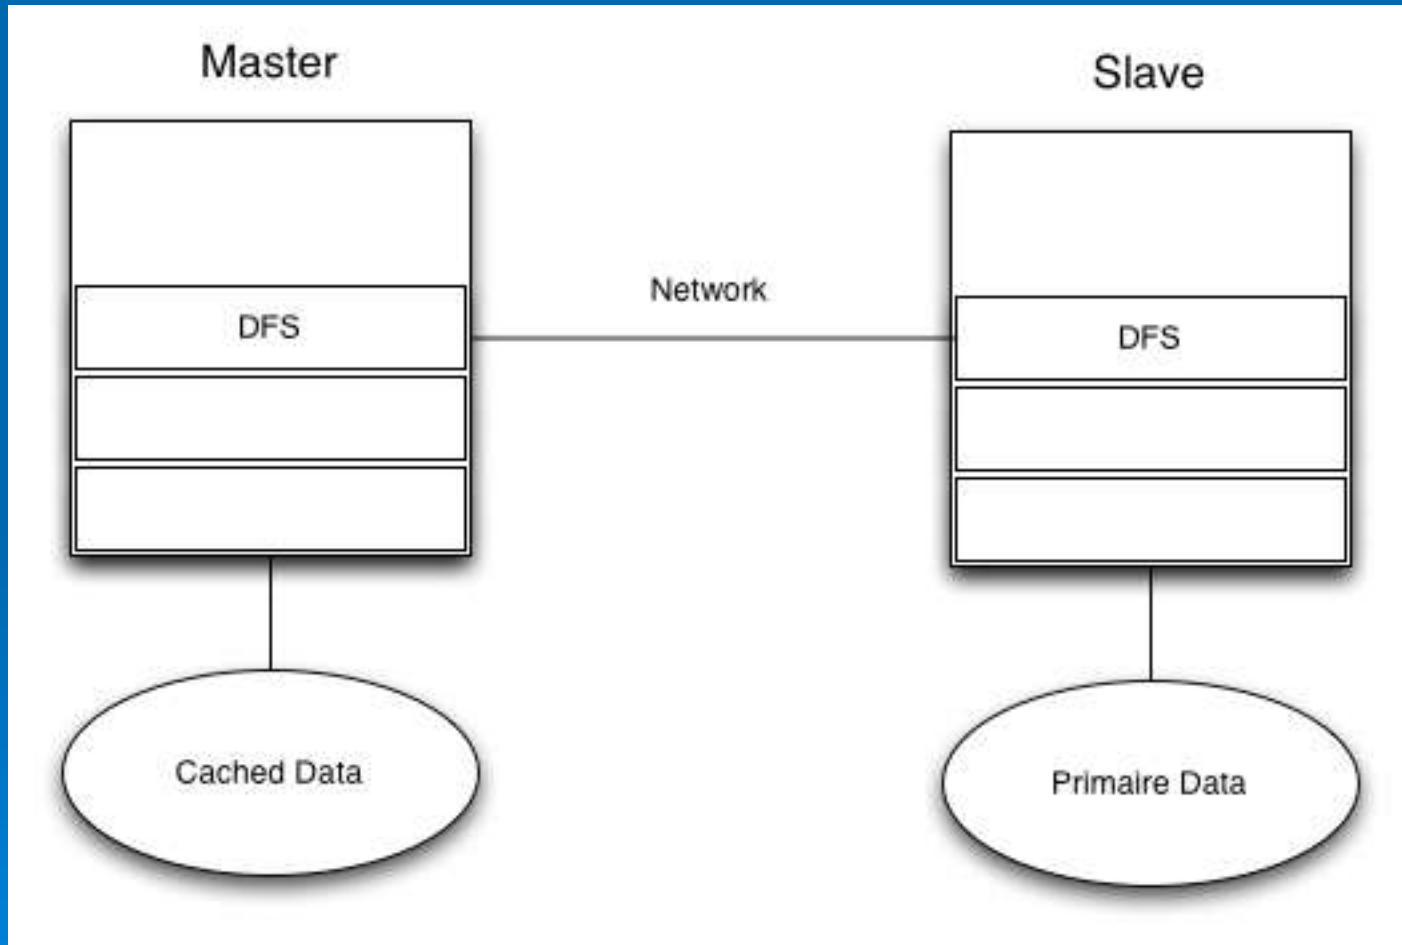 Master
Slave
Network
DFS
DFS
Cached Data
Primaire Data